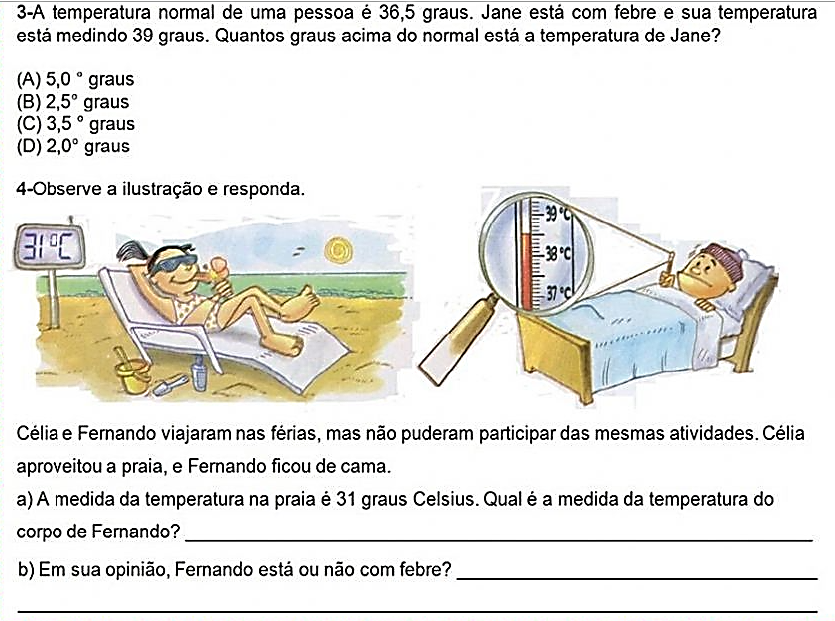 3-A temperatura normal de uma pessoa é 36,5 graus. Jane está com febre e sua temperatura
está medindo 39 graus. Quantos graus acima do normal está a temperatura de Jane?
(A) 5,0 ° graus
(B) 2,5° graus
(C) 3,5 ° graus
(D) 2,0° graus
4-Observe a ilustração e responda.
31°C
39 °C
38 °C
37 °C
Célia e Fernando viajaram nas férias, mas não puderam participar das mesmas atividades. Célia
aproveitou a praia, e Fernando ficou de cama.
a) A medida da temperatura na praia é 31 graus Celsius. Qual é a medida da temperatura do
corpo de Fernando?
b) Em sua opinião, Fernando está ou não com febre?